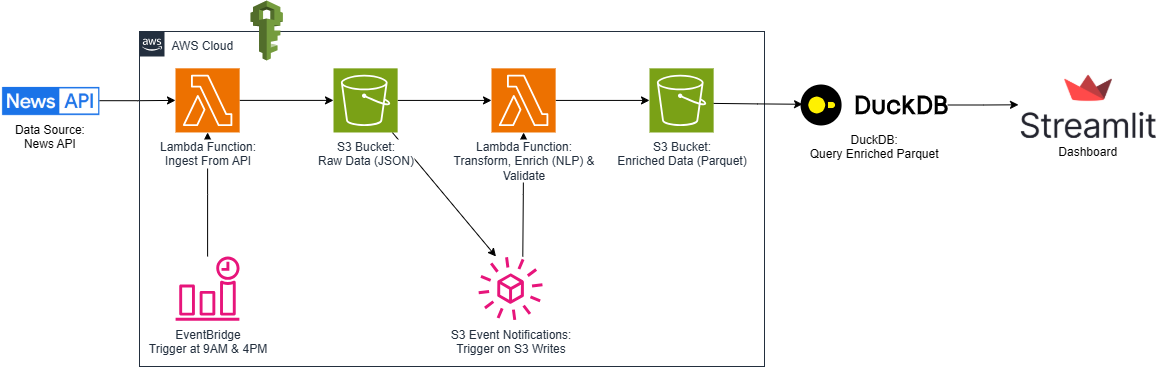 aws
AWS Cloud
News API
Data Source:
News API
Lambda Function:
Ingest From API
S3 Bucket:
Raw Data (JSON)
Lambda Function:
Transform, Enrich (NLP) &
Validate
S3 Bucket:
Enriched Data (Parquet)
DuckDB
DuckDB:
Query Enriched Parquet
Streamlit
Dashboard
EventBridge
Trigger at 9AM & 4PM
S3 Event Notifications:
Trigger on S3 Writes